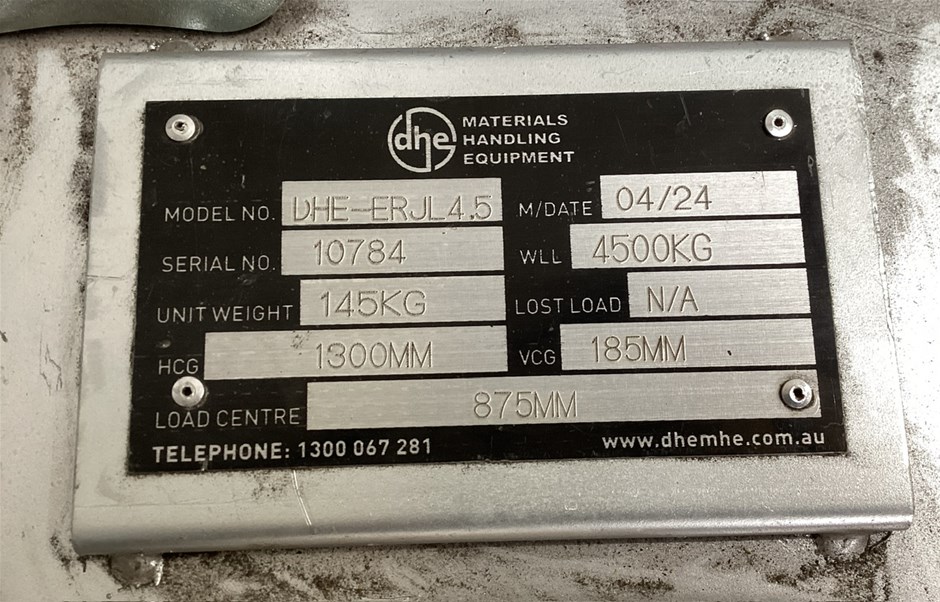 dhe MATERIALS
HANDLING
EQUIPMENT
MODEL NO. DHE-ERJL4.5 M/DATE 04/24
SERIAL NO. 10784 WLL 4500KG
UNIT WEIGHT 145KG LOST LOAD N/A
HCG 1300MM VCG 185MM
LOAD CENTRE 875MM
TELEPHONE: 1300 067 281 www.dhemhe.com.au